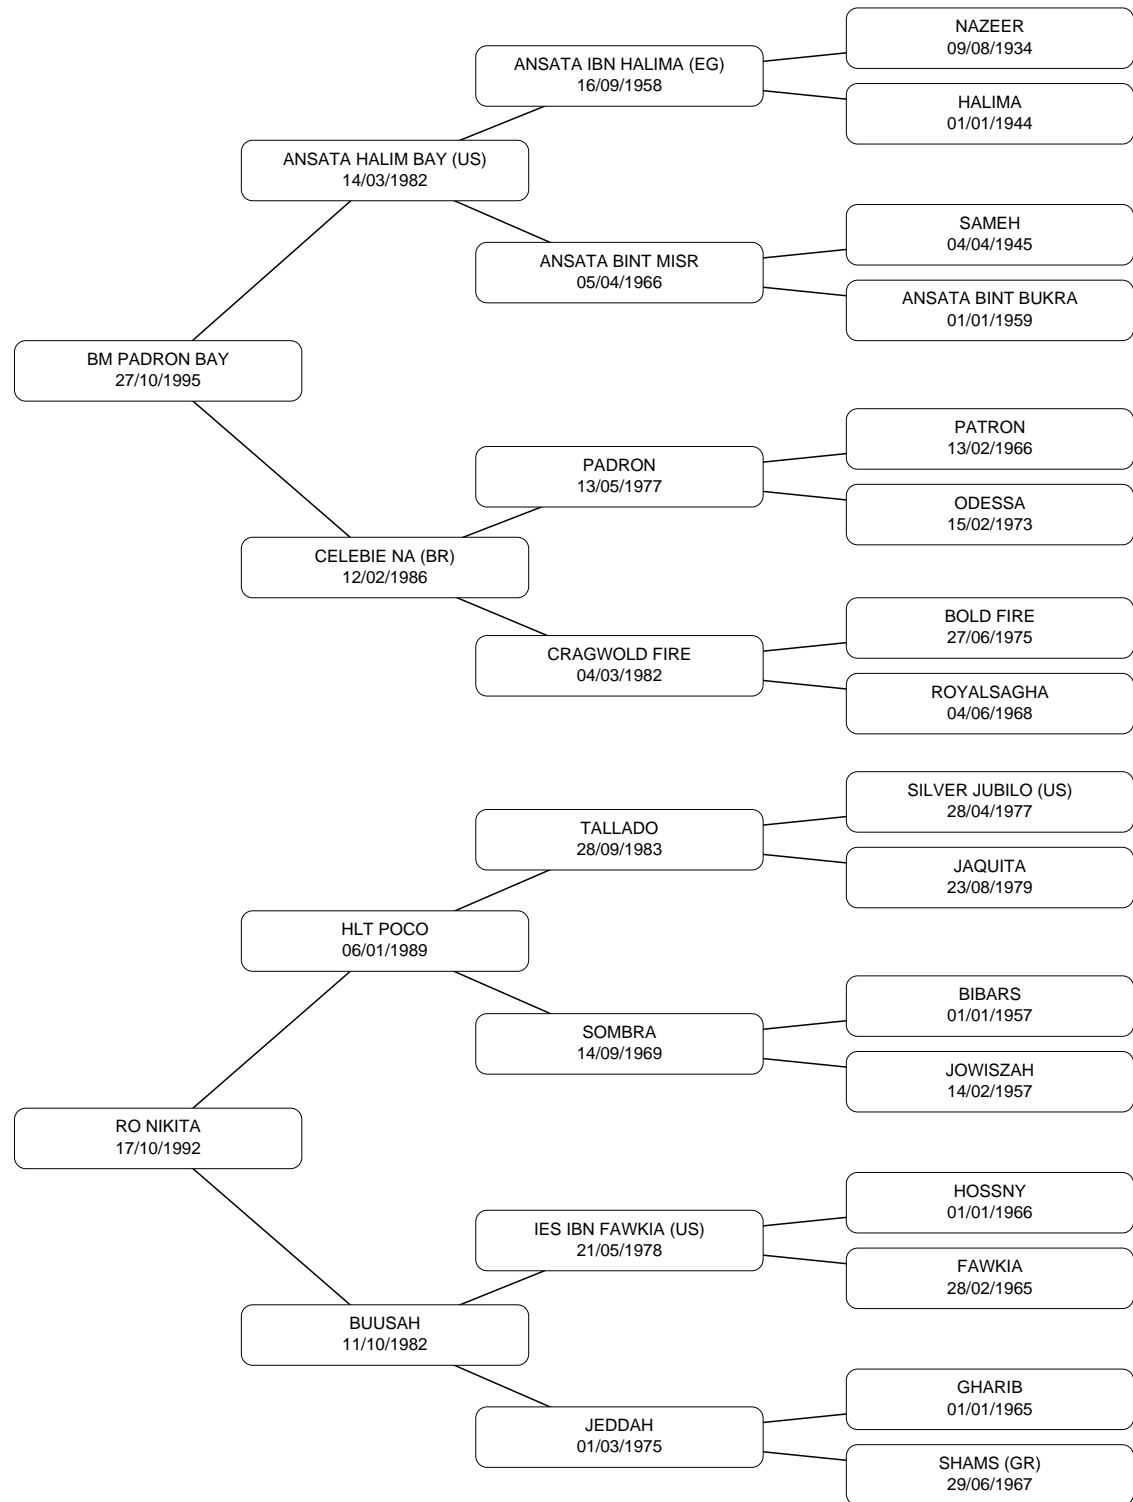 NAZEER
09/08/1934
ANSATA IBN HALIMA (EG)
16/09/1958
HALIMA
01/01/1944
ANSATA HALIM BAY (US)
14/03/1982
SAMEH
04/04/1945
ANSATA BINT MISR
05/04/1966
ANSATA BINT BUKRA
01/01/1959
BM PADRON BAY
27/10/1995
PATRON
13/02/1966
PADRON
13/05/1977
ODESSA
15/02/1973
CELEBIE NA (BR)
12/02/1986
BOLD FIRE
27/06/1975
CRAGWOLD FIRE
04/03/1982
ROYALSAGHA
04/06/1968
SILVER JUBILO (US)
28/04/1977
TALLADO
28/09/1983
JAQUITA
23/08/1979
HLT POCO
06/01/1989
BIBARS
01/01/1957
SOMBRA
14/09/1969
JOWISZAH
14/02/1957
RO NIKITA
17/10/1992
HOSSNY
01/01/1966
IES IBN FAWKIA (US)
21/05/1978
FAWKIA
28/02/1965
BUUSAH
11/10/1982
GHARIB
01/01/1965
JEDDAH
01/03/1975
SHAMS (GR)
29/06/1967